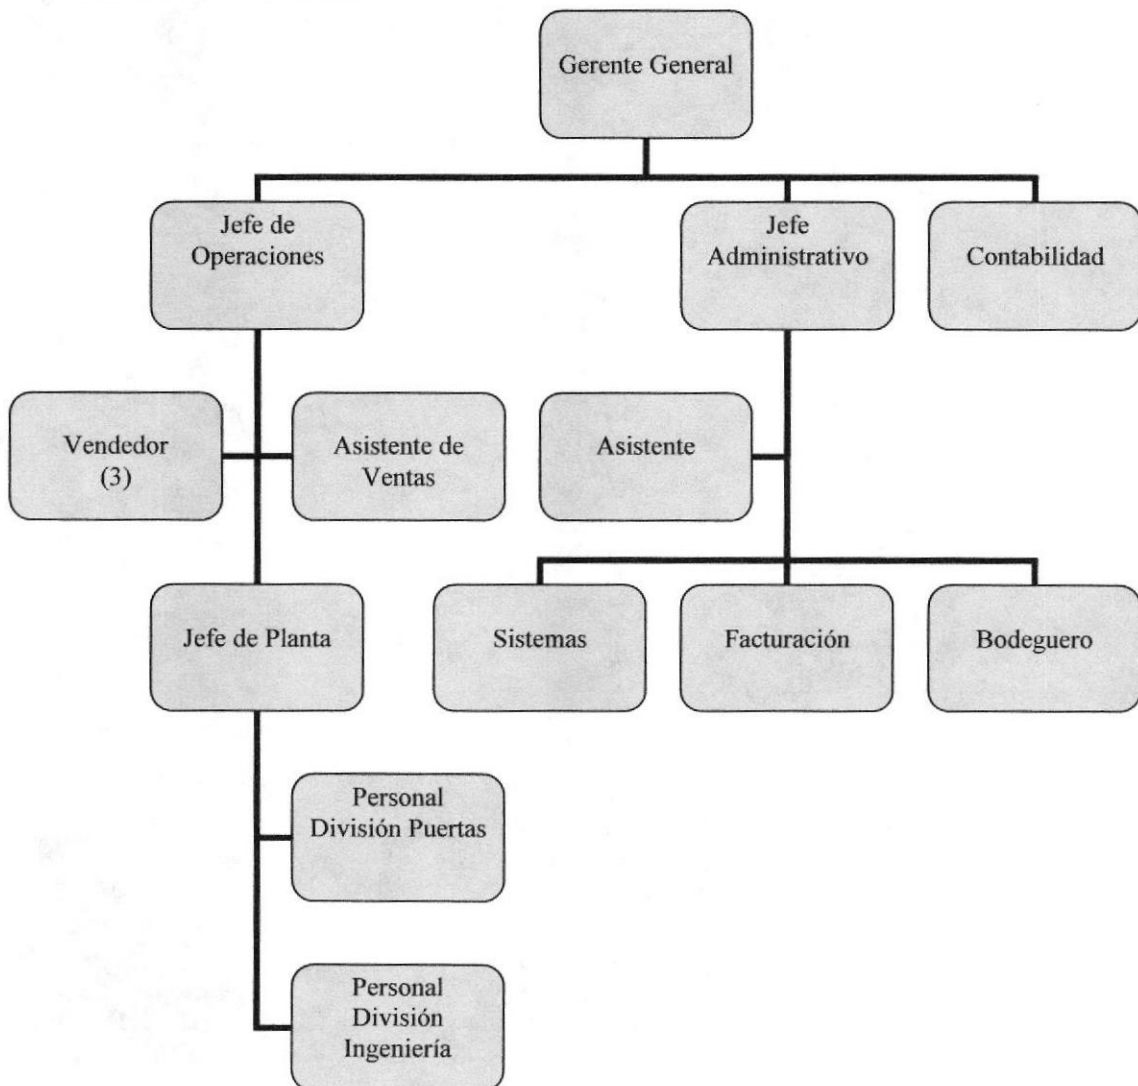 Gerente General
Jefe de
Operaciones
Jefe
Administrativo
Contabilidad
Vendedor
(3)
Asistente de
Ventas
Asistente
Jefe de Planta
Sistemas
Facturación
Bodeguero
Personal
División Puertas
Personal
División
Ingeniería